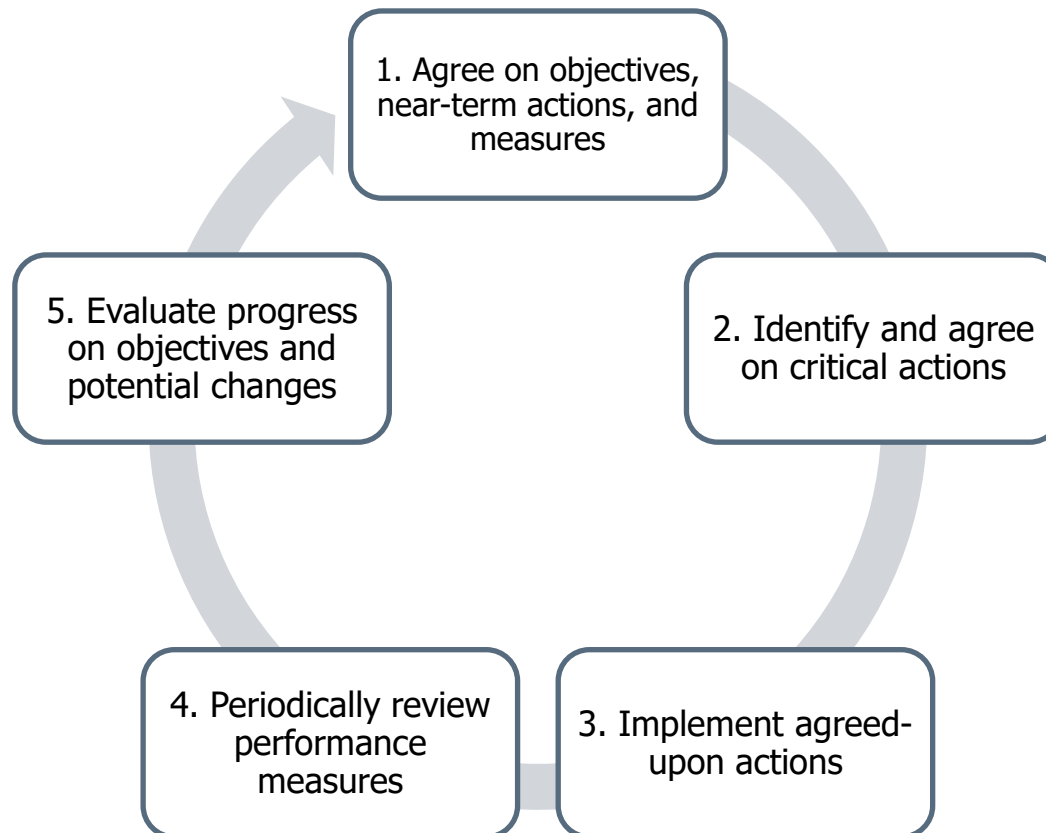 1. Agree on objectives,
near-term actions, and
measures
2. Identify and agree
on critical actions
3. Implement agreed-
upon actions
4. Periodically review
performance
measures
5. Evaluate progress
on objectives and
potential changes